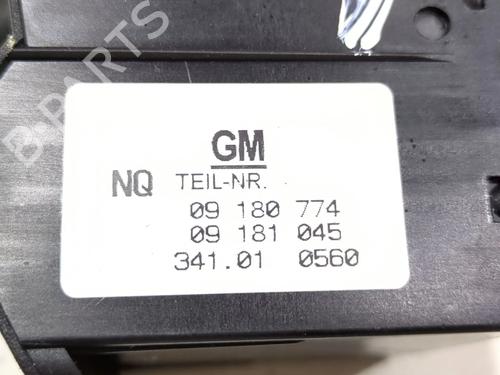 B-PARTS
GM
NQ TEIL-NR.
09 180 774
09 181 045
341.01 0560